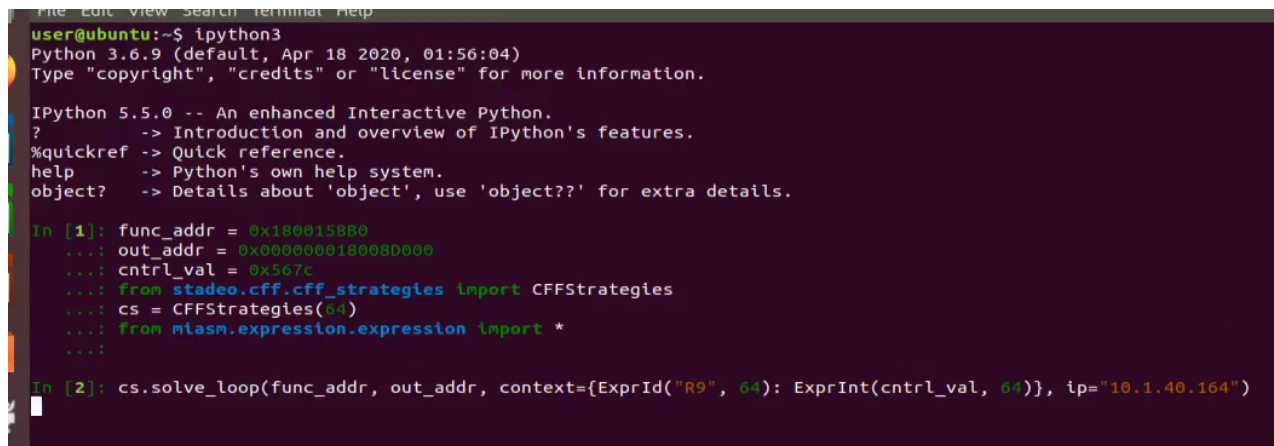 File Edit View Search Terminal Help
user@ubuntu:~$ ipython3
Python 3.6.9 (default, Apr 18 2020, 01:56:04)
Type "copyright", "credits" or "license" for more information.
IPython 5.5.0 -- An enhanced Interactive Python.
?         -> Introduction and overview of IPython's features.
%quickref -> Quick reference.
help      -> Python's own help system.
object?   -> Details about 'object', use 'object??' for extra details.
In [1]: func_addr = 0x1800158B0
   ...: out_addr = 0x000000018008D000
   ...: cntrl_val = 0x567c
   ...: from stadeo.cff.cff_strategies import CFFStrategies
   ...: cs = CFFStrategies(64)
   ...: from miasm.expression.expression import *
   ...:
In [2]: cs.solve_loop(func_addr, out_addr, context={ExprId("R9", 64): ExprInt(cntrl_val, 64)}, ip="10.1.40.164")